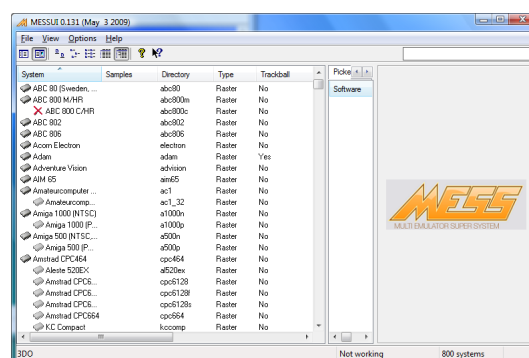 MESSUI 0.131 (May 3 2009)
File View Options Help
System Samples Directory Type Trackball
ABC 80 (Sweden, ... abc80 Raster No
ABC 800 M/HR abc800m Raster No
ABC 800 C/HR abc800c Raster No
ABC 802 abc802 Raster No
ABC 806 abc806 Raster No
Acorn Electron electron Raster No
Adam adam Raster Yes
Adventure Vision advision Raster No
AIM 65 aim65 Raster No
Amateurcomputer ... ac1 Raster No
Amateurcomp... ac1_32 Raster No
Amiga 1000 (NTSC) a1000n Raster No
Amiga 1000 (P... a1000p Raster No
Amiga 500 (NTSC,... a500n Raster No
Amiga 500 (P... a500p Raster No
Amstrad CPC464 cpc464 Raster No
Aleste 520EX al520ex Raster No
Amstrad CPC6... cpc6128 Raster No
Amstrad CPC6... cpc6128f Raster No
Amstrad CPC6... cpc6128s Raster No
Amstrad CPC664 cpc664 Raster No
KC Compact kccomp Raster No
Picke
Software
MESS
MULTI EMULATOR SUPER SYSTEM
3DO Not working 800 systems